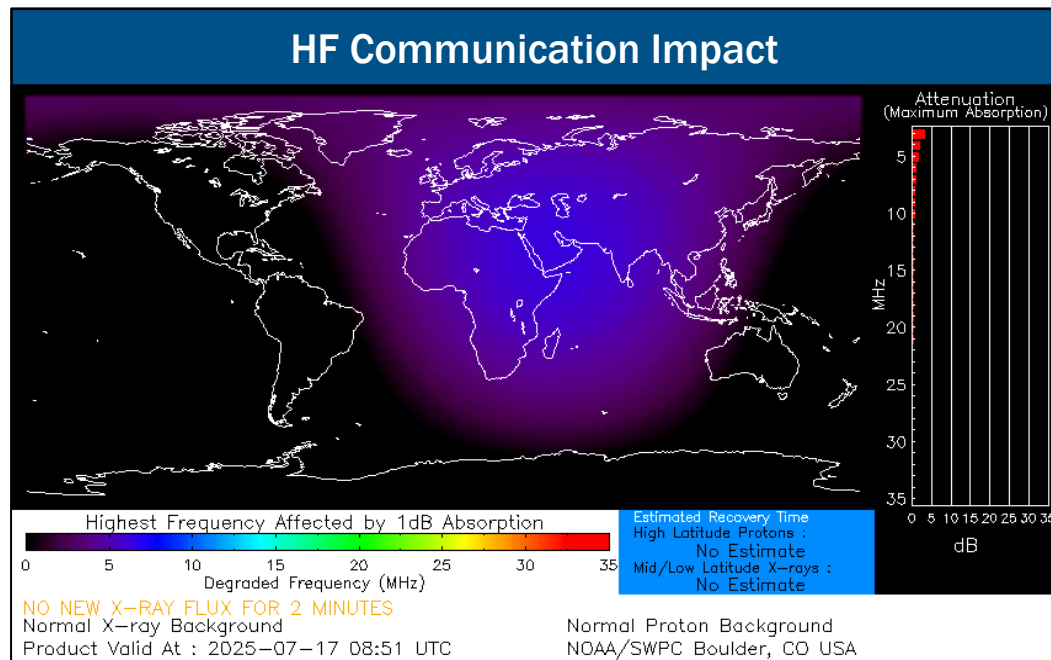 HF Communication Impact
Attenuation
(Maximum Absorption)
5
10
15
20
25
30
35
MHz
0 5 10 15 20 25 30 35
dB
Highest Frequency Affected by 1dB Absorption
0 5 10 15 20 25 30 35
Degraded Frequency (MHz)
Estimated Recovery Time
High Latitude Protons :
No Estimate
Mid/Low Latitude X-rays :
No Estimate
NO NEW X-RAY FLUX FOR 2 MINUTES
Normal X-ray Background
Normal Proton Background
Product Valid At : 2025-07-17 08:51 UTC
NOAA/SWPC Boulder, CO USA